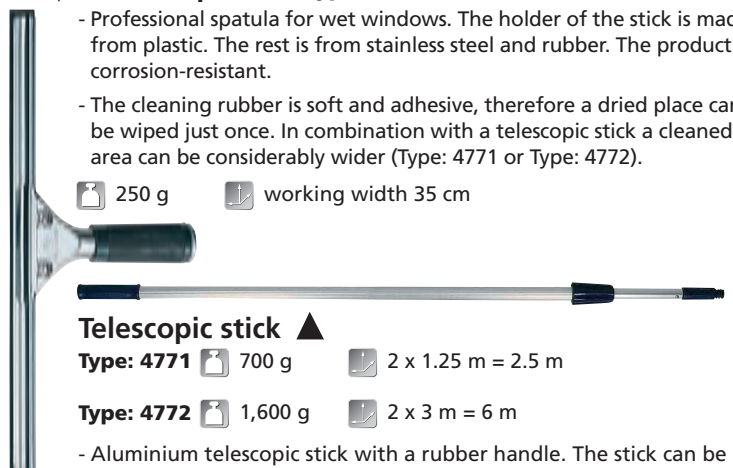 - Professional spatula for wet windows. The holder of the stick is
from plastic. The rest is from stainless steel and rubber. The product
corrosion-resistant.
- The cleaning rubber is soft and adhesive, therefore a dried place
be wiped just once. In combination with a telescopic stick a cleaned
area can be considerably wider (Type: 4771 or Type: 4772).
250 g working width 35 cm
Telescopic stick ▲
Type: 4771 700 g 2 x 1.25 m = 2.5 m
Type: 4772 1,600 g 2 x 3 m = 6 m
- Aluminium telescopic stick with a rubber handle. The stick can be